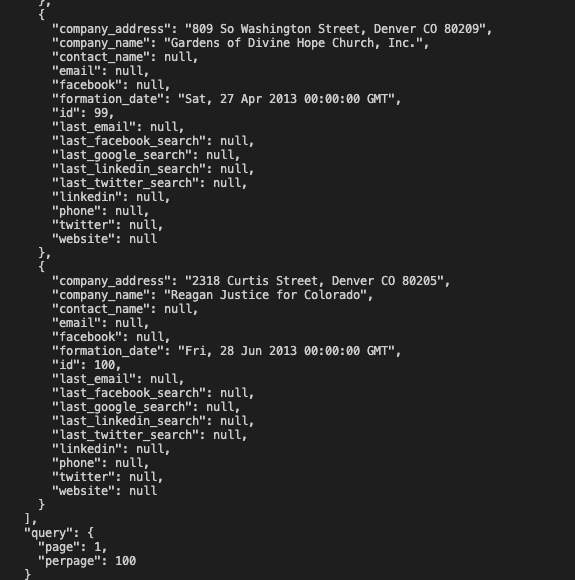 },
{
"company_address": "809 So Washington Street, Denver CO 80209",
"company_name": "Gardens of Divine Hope Church, Inc.",
"contact_name": null,
"email": null,
"facebook": null,
"formation_date": "Sat, 27 Apr 2013 00:00:00 GMT",
"id": 99,
"last_email": null,
"last_facebook_search": null,
"last_google_search": null,
"last_linkedin_search": null,
"last_twitter_search": null,
"linkedin": null,
"phone": null,
"twitter": null,
"website": null
},
{
"company_address": "2318 Curtis Street, Denver CO 80205",
"company_name": "Reagan Justice for Colorado",
"contact_name": null,
"email": null,
"facebook": null,
"formation_date": "Fri, 28 Jun 2013 00:00:00 GMT",
"id": 100,
"last_email": null,
"last_facebook_search": null,
"last_google_search": null,
"last_linkedin_search": null,
"last_twitter_search": null,
"linkedin": null,
"phone": null,
"twitter": null,
"website": null
}
],
"query": {
"page": 1,
"perpage": 100
}